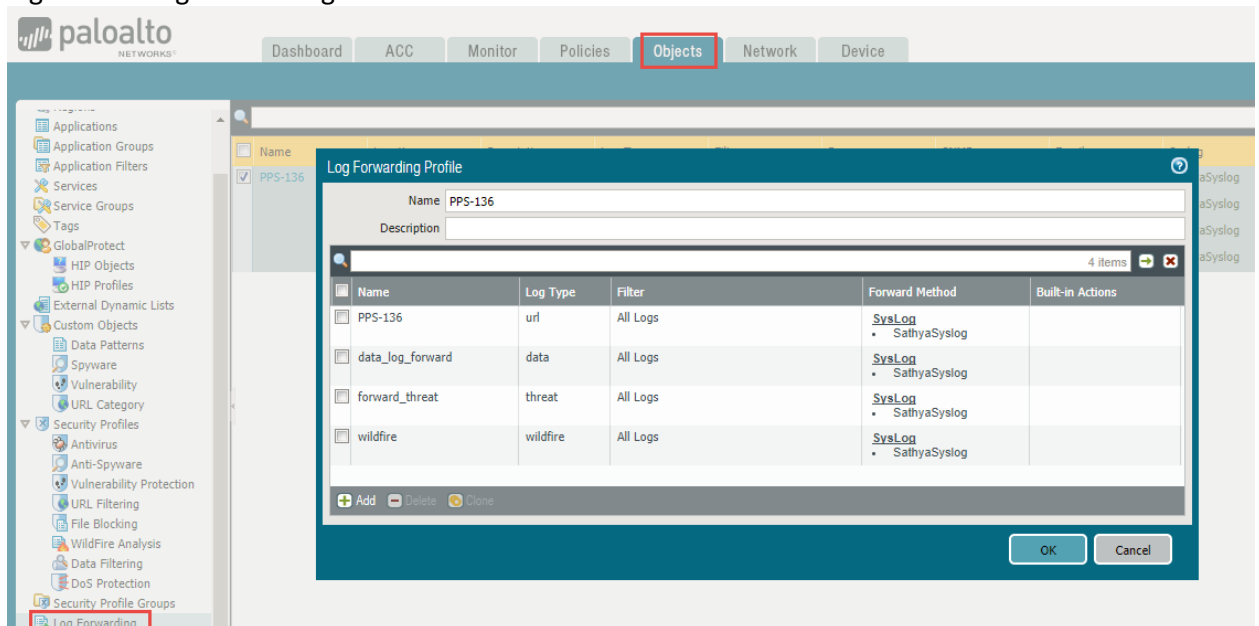 paloalto
NETWORKS
Dashboard ACC Monitor Policies Objects Network Device
Applications
Application Groups
Application Filters
Services
Service Groups
Tags
GlobalProtect
HIP Objects
HIP Profiles
External Dynamic Lists
Custom Objects
Data Patterns
Spyware
Vulnerability
URL Category
Security Profiles
Antivirus
Anti-Spyware
Vulnerability Protection
URL Filtering
File Blocking
WildFire Analysis
Data Filtering
DoS Protection
Security Profile Groups
Log Forwarding
Name
PPS-136
aSyslog
aSyslog
aSyslog
aSyslog
Log Forwarding Profile
Name PPS-136
Description
4 items
Name Log Type Filter Forward Method Built-in Actions
PPS-136 url All Logs SysLog
• SathyaSyslog
data_log_forward data All Logs SysLog
• SathyaSyslog
forward_threat threat All Logs SysLog
• SathyaSyslog
wildfire wildfire All Logs SysLog
• SathyaSyslog
Add Delete Clone
OK Cancel